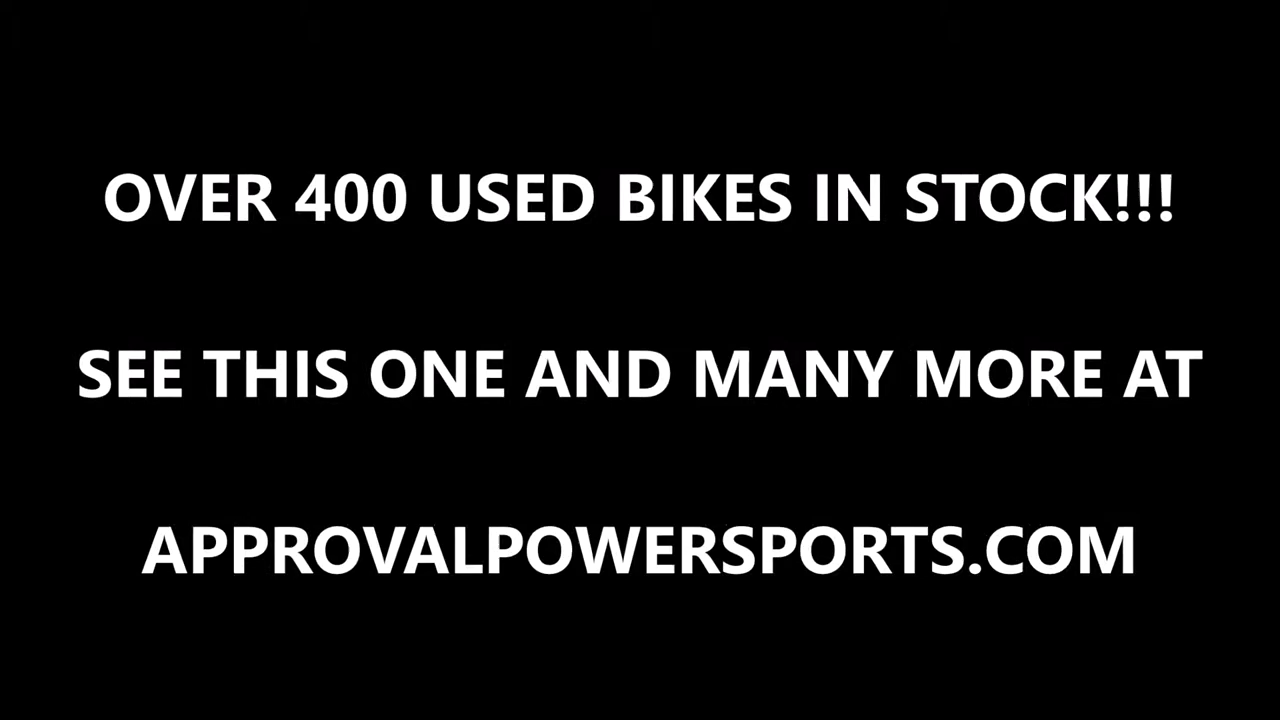 OVER 400 USED BIKES IN STOCK!!!
SEE THIS ONE AND MANY MORE AT
APPROVALPOWERSPORTS.COM